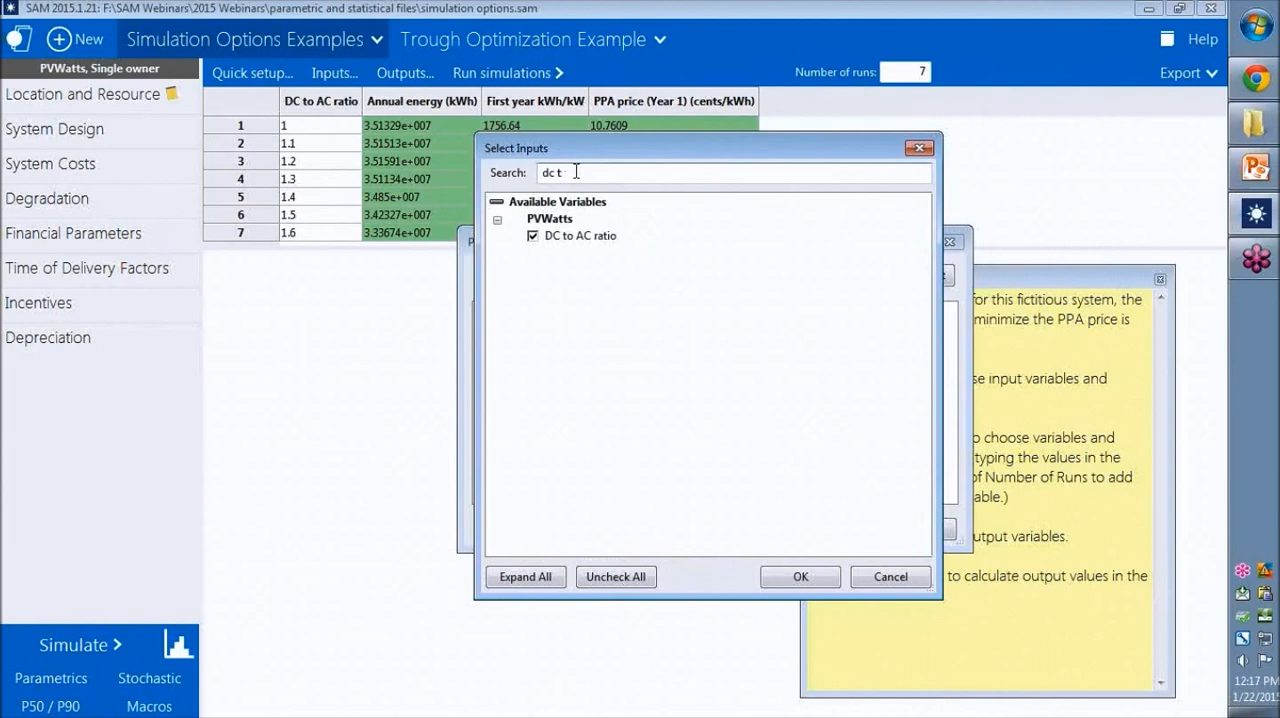 SAM 2015.1.21: F:\SAM Webinars\2015 Webinars\parametric and statistical files\simulation options.sam
New Simulation Options Examples Trough Optimization Example Help
PVWatts, Single owner
Quick setup... Inputs... Outputs... Run simulations Number of runs: 7 Export
Location and Resource
System Design
System Costs
Degradation
Financial Parameters
Time of Delivery Factors
Incentives
Depreciation
DC to AC ratio Annual energy (kWh) First year kWh/kW PPA price (Year 1) (cents/kWh)
1 1 3.51329e+007 1756.64 10.7609
2 1.1 3.51513e+007
3 1.2 3.51591e+007
4 1.3 3.51134e+007
5 1.4 3.485e+007
6 1.5 3.42327e+007
7 1.6 3.33674e+007
Select Inputs
Search: dc t
Available Variables
PVWatts
DC to AC ratio
Expand All Uncheck All OK Cancel
for this fictitious system, the
minimize the PPA price is
se input variables and
o choose variables and
typing the values in the
of Number of Runs to add
able.)
utput variables.
to calculate output values in the
Simulate
Parametrics Stochastic
P50 / P90 Macros
12:17 PM
1/22/201